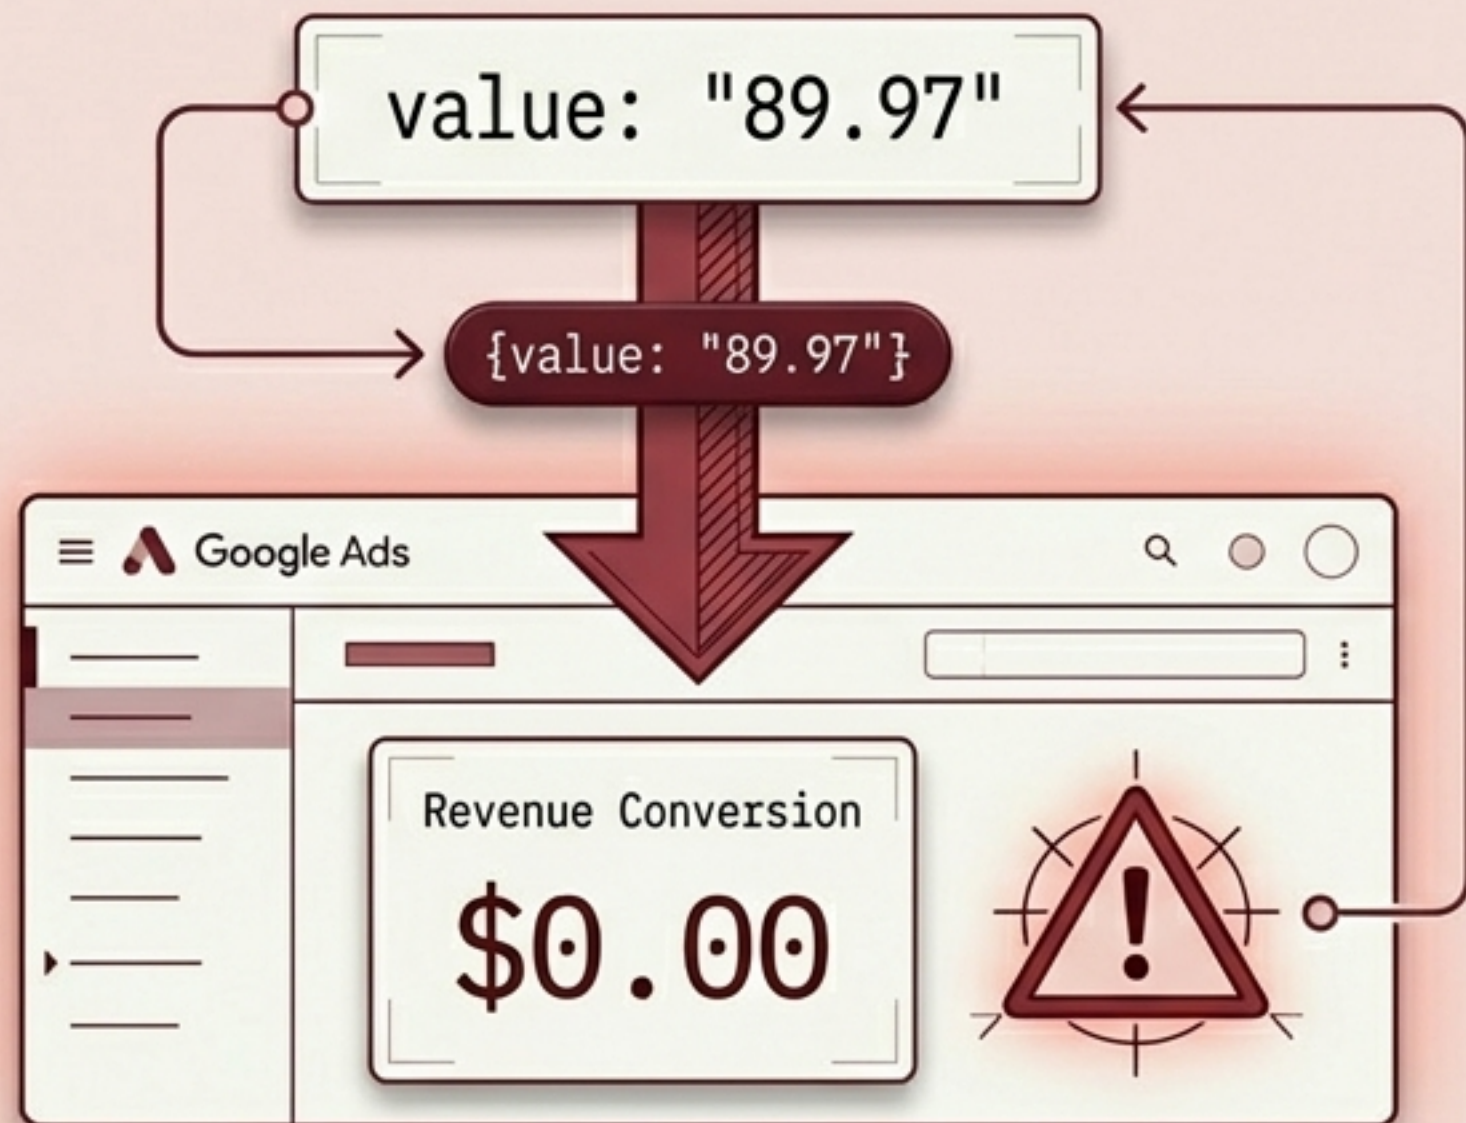 value: "89.97"
{value: "89.97"}
Google Ads
Revenue Conversion
$0.00
!